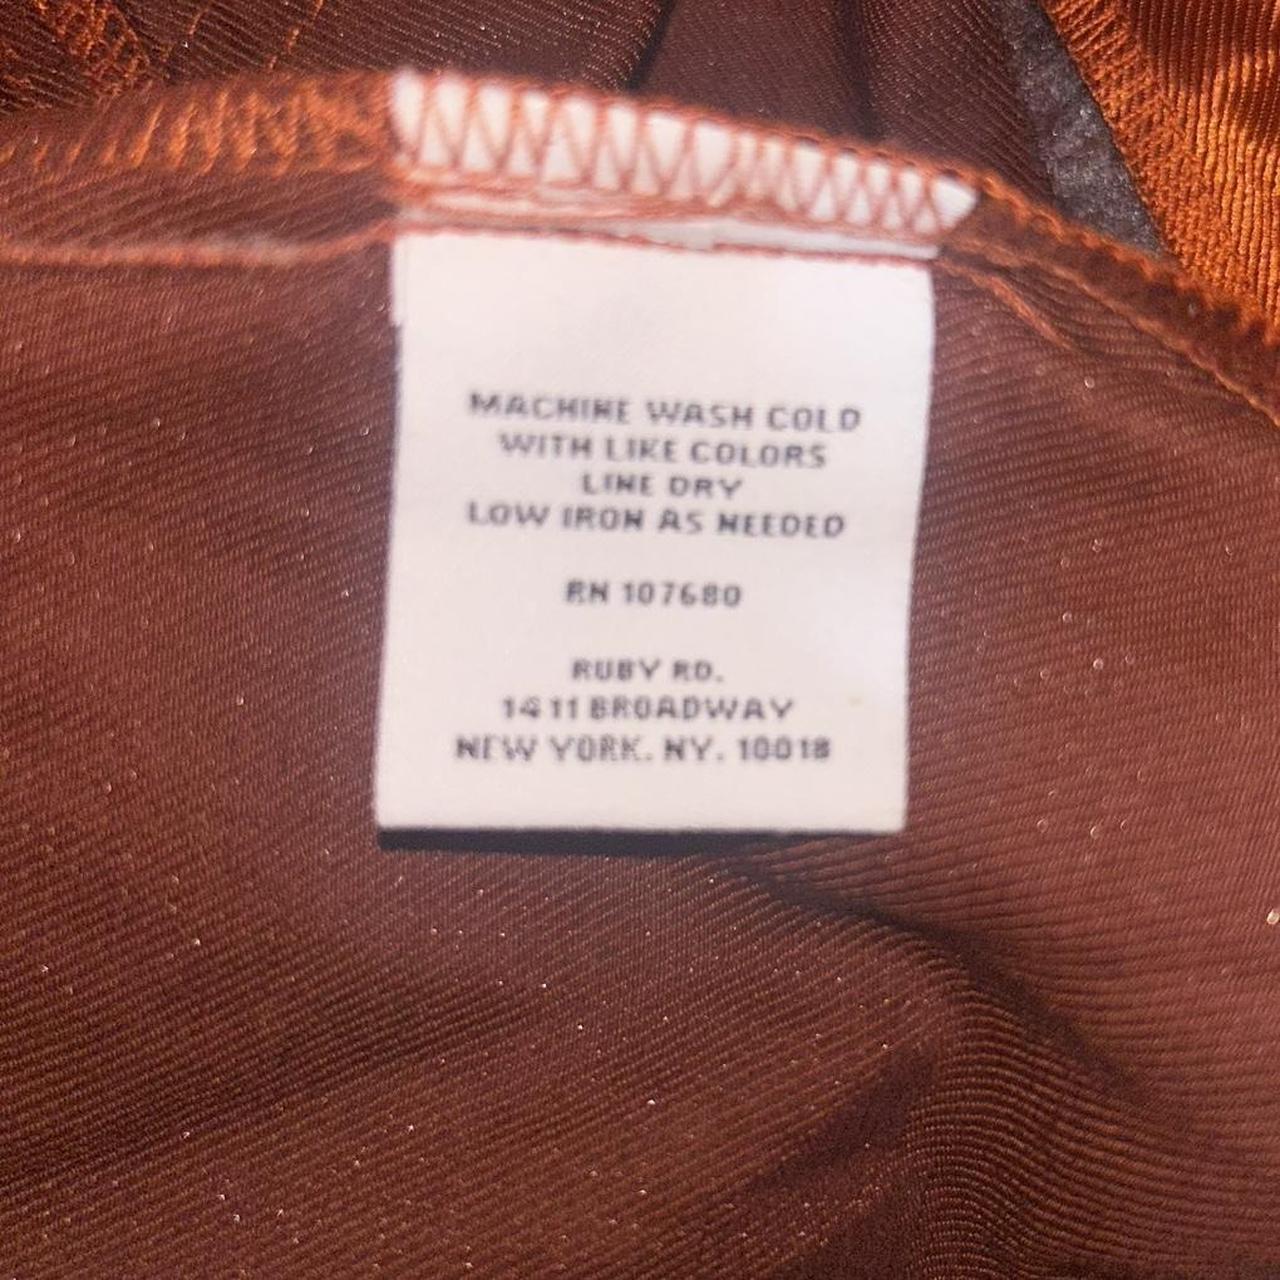 MACHINE WASH COLD
WITH LIKE COLORS
LINE DRY
LOW IRON AS NEEDED
RN 107680
RUBY RD.
1411 BROADWAY
NEW YORK. NY. 10018